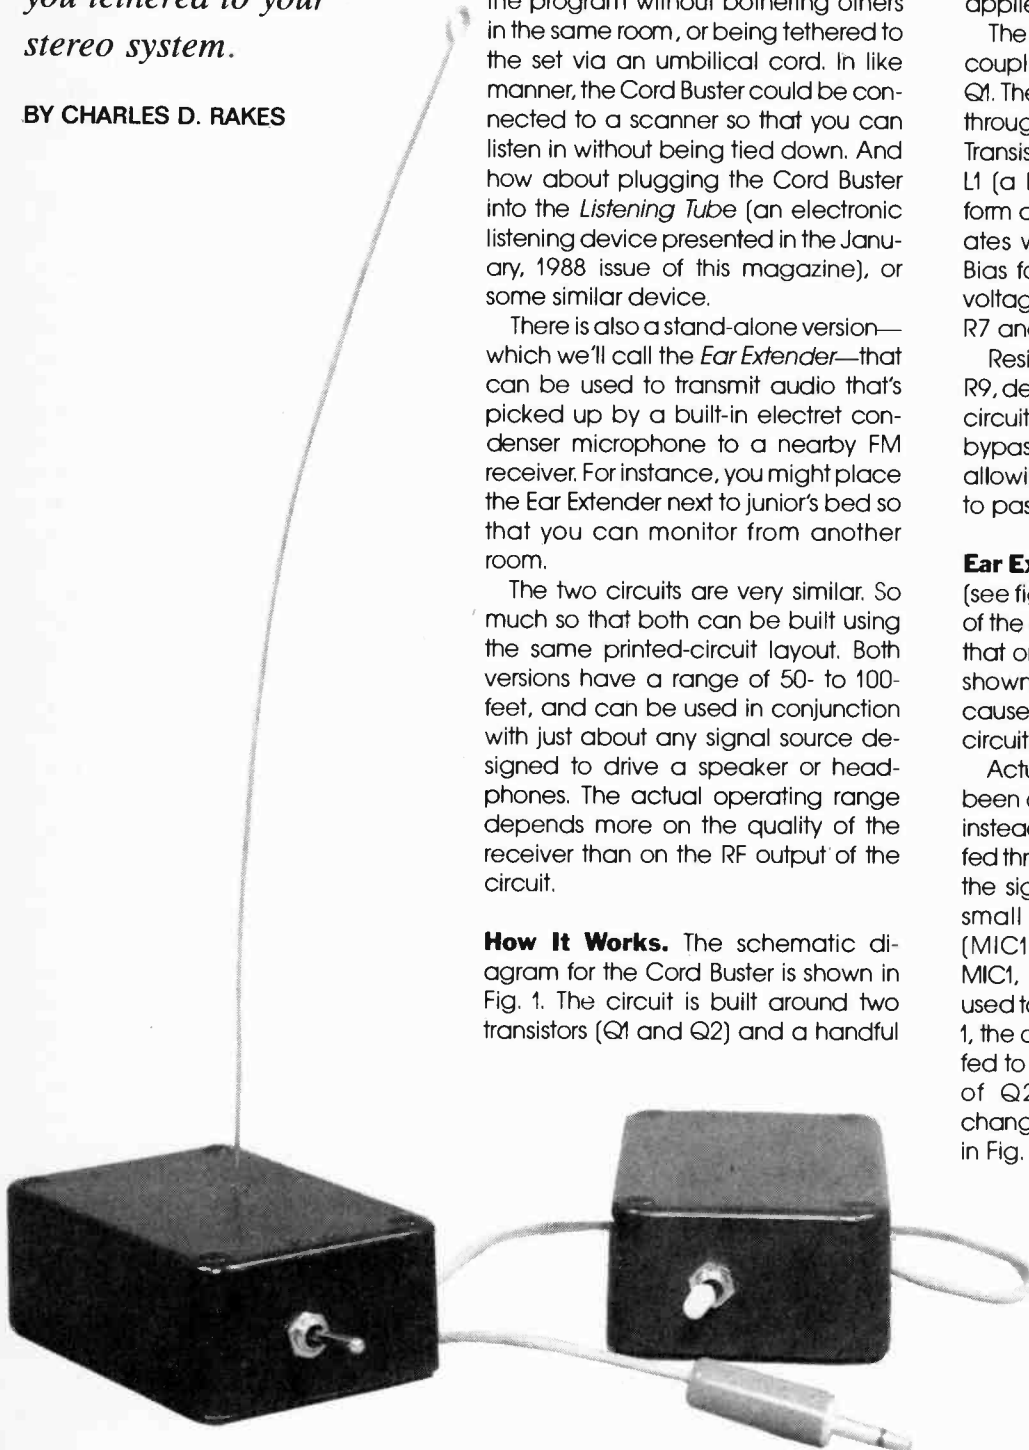 you tethered to your
stereo system.
BY CHARLES D. RAKES
the program without bothering others
in the same room, or being tethered to
the set via an umbilical cord. In like
manner, the Cord Buster could be con-
nected to a scanner so that you can
listen in without being tied down. And
how about plugging the Cord Buster
into the Listening Tube (an electronic
listening device presented in the Janu-
ary, 1988 issue of this magazine), or
some similar device.
There is also a stand-alone version—
which we'll call the Ear Extender—that
can be used to transmit audio that's
picked up by a built-in electret con-
denser microphone to a nearby FM
receiver. For instance, you might place
the Ear Extender next to junior's bed so
that you can monitor from another
room.
The two circuits are very similar. So
much so that both can be built using
the same printed-circuit layout. Both
versions have a range of 50- to 100-
feet, and can be used in conjunction
with just about any signal source de-
signed to drive a speaker or head-
phones. The actual operating range
depends more on the quality of the
receiver than on the RF output of the
circuit.
How It Works. The schematic di-
agram for the Cord Buster is shown in
Fig. 1. The circuit is built around two
transistors (Q1 and Q2) and a handful
applie
The
coupl
Q1. The
throug
Transis
L1 (a
form c
ates v
Bias fo
voltag
R7 an
Resi
R9, de
circuit
bypas
allowi
to pas
Ear Ex
(see fi
of the
that o
shown
cause
circuit
Actu
been
instead
fed thr
the sig
small
(MIC1
MIC1,
used to
1, the c
fed to
of Q2
chang
in Fig.